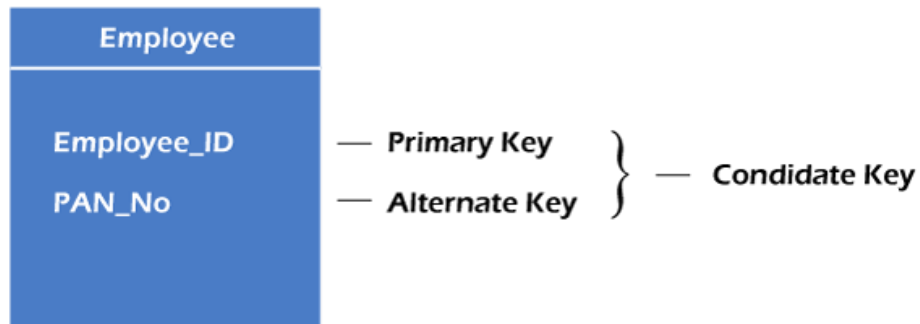 Employee
Employee_ID — Primary Key
PAN_No — Alternate Key
— Condidate Key